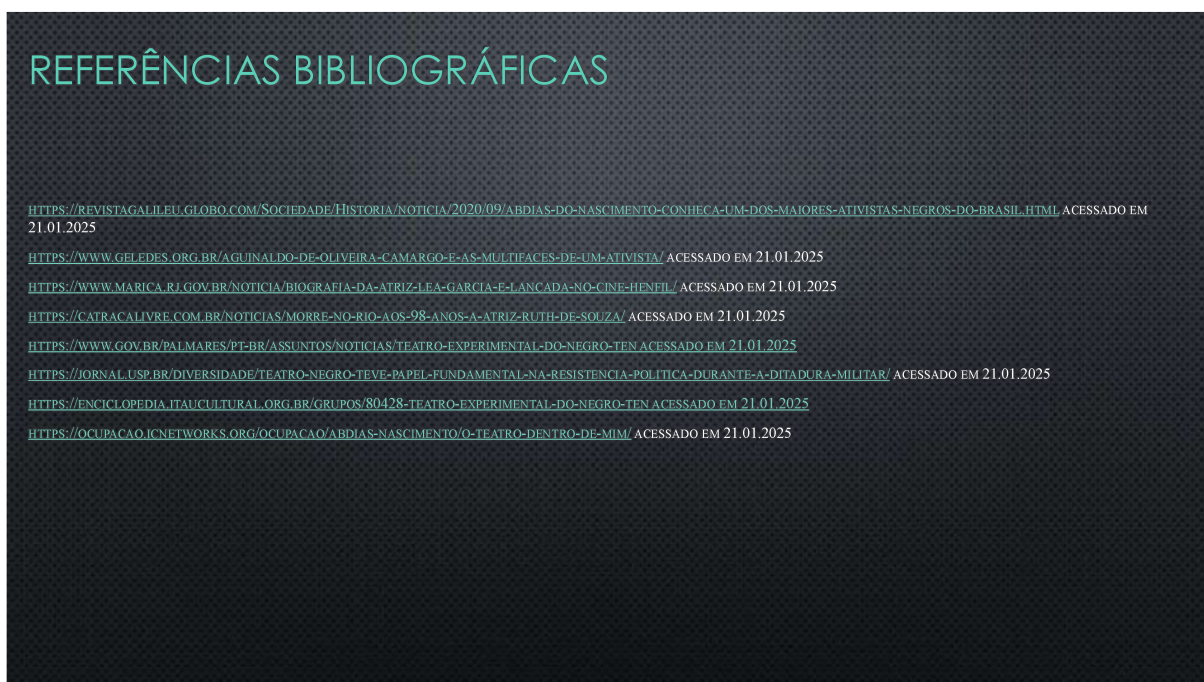 REFERÊNCIAS BIBLIOGRÁFICAS
HTTPS://REVISTAGALILEU.GLOBO.COM/SOCIEDADE/HISTORIA/NOTICIA/2020/09/ABDIAS-DO-NASCIMENTO-CONHECA-UM-DOS-MAIORES-ATIVISTAS-NEGROS-DO-BRASIL.HTML ACESSADO EM
21.01.2025
HTTPS://WWW.GELEDES.ORG.BR/AGUINALDO-DE-OLIVEIRA-CAMARGO-E-AS-MULTIFACES-DE-UM-ATIVISTA/ ACESSADO EM 21.01.2025
HTTPS://WWW.MARICA.RJ.GOV.BR/NOTICIA/BIOGRAFIA-DA-ATRIZ-LEA-GARCIA-E-LANCADA-NO-CINE-HENFIL/ ACESSADO EM 21.01.2025
HTTPS://CATRACALIVRE.COM.BR/NOTICIAS/MORRE-NO-RIO-AOS-98-ANOS-A-ATRIZ-RUTH-DE-SOUZA/ ACESSADO EM 21.01.2025
HTTPS://WWW.GOV.BR/PALMARES/PT-BR/ASSUNTOS/NOTICIAS/TEATRO-EXPERIMENTAL-DO-NEGRO-TEN ACESSADO EM 21.01.2025
HTTPS://JORNAL.USP.BR/DIVERSIDADE/TEATRO-NEGRO-TEVE-PAPEL-FUNDAMENTAL-NA-RESISTENCIA-POLITICA-DURANTE-A-DITADURA-MILITAR/ ACESSADO EM 21.01.2025
HTTPS://ENCICLOPEDIA.ITAUCULTURAL.ORG.BR/GRUPOS/80428-TEATRO-EXPERIMENTAL-DO-NEGRO-TEN ACESSADO EM 21.01.2025
HTTPS://OCUPACAO.ICNETWORKS.ORG/OCUPACAO/ABDIAS-NASCIMENTO/O-TEATRO-DENTRO-DE-MIM/ ACESSADO EM 21.01.2025